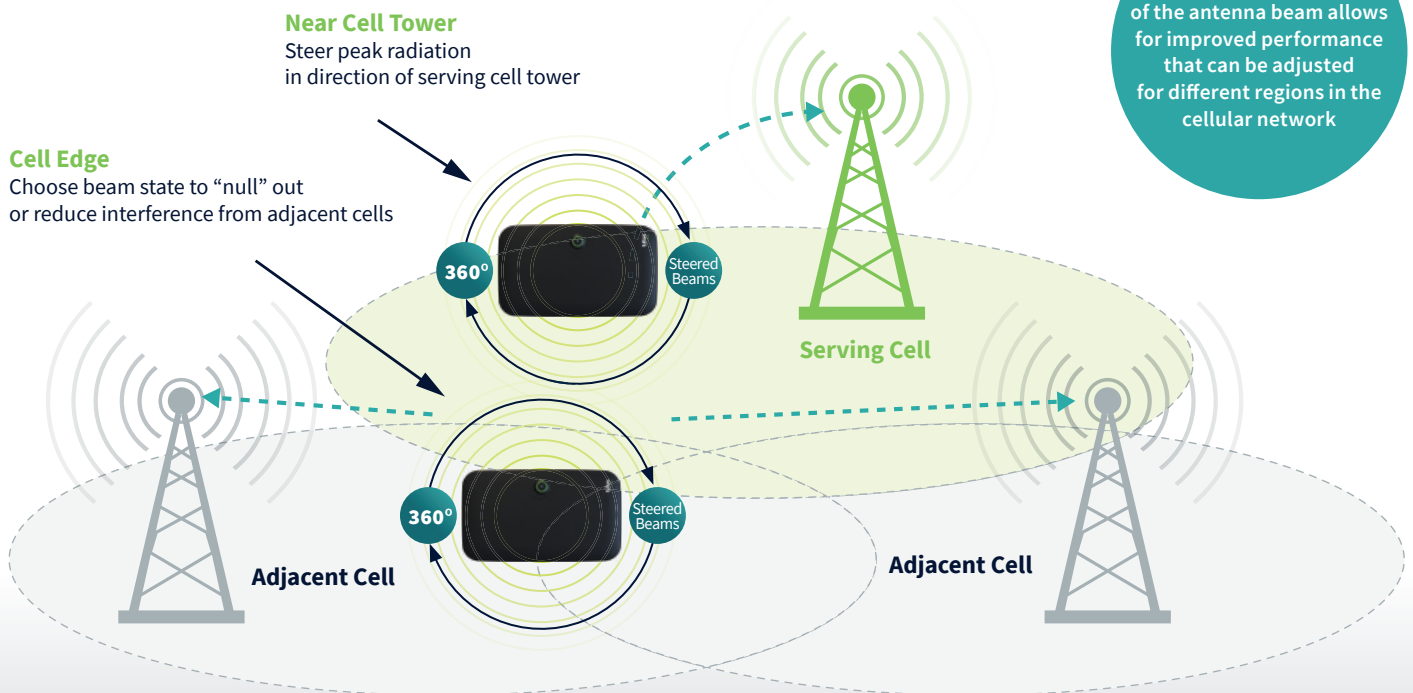 of the antenna beam allows
for improved performance
that can be adjusted
for different regions in the
cellular network
Near Cell Tower
Steer peak radiation
in direction of serving cell tower
Cell Edge
Choose beam state to “null” out
or reduce interference from adjacent cells
360°
Steered
Beams
Serving Cell
360°
Steered
Beams
Adjacent Cell
Adjacent Cell